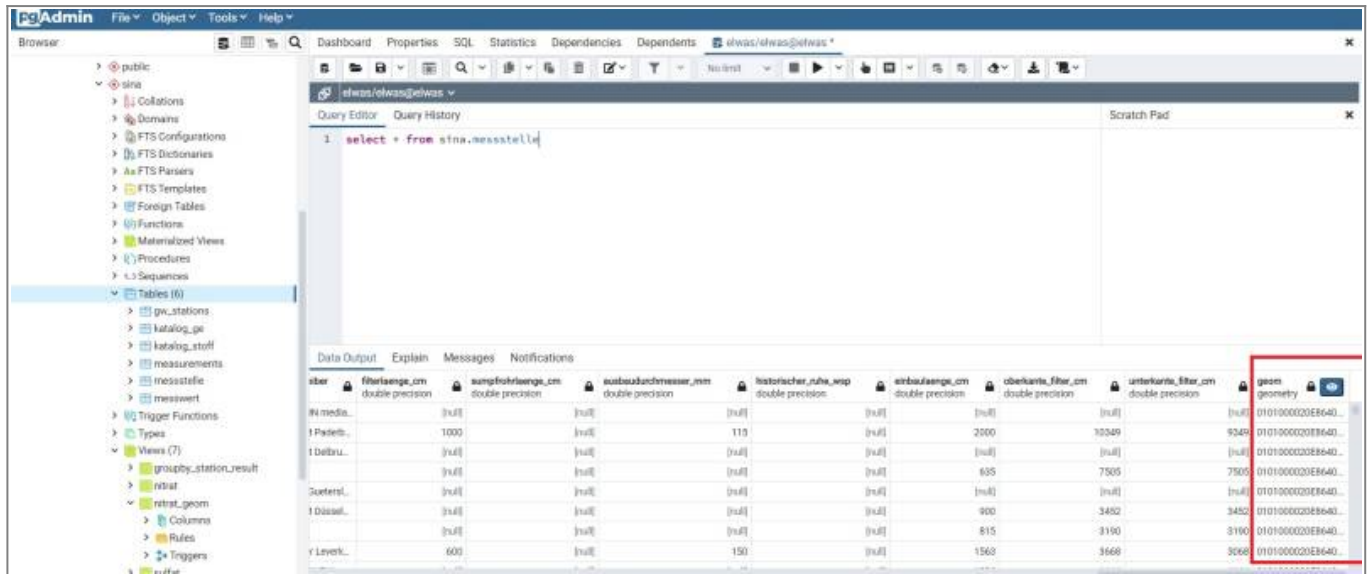 pgAdmin File Object Tools Help
Browser
Dashboard Properties SQL Statistics Dependencies Dependents elwas/elwas@elwas *
public
sina
Collations
Domains
FTS Configurations
FTS Dictionaries
FTS Parsers
FTS Templates
Foreign Tables
Functions
Materialized Views
Procedures
Sequences
Tables (6)
gw_stations
katalog_ge
katalog_stoff
measurements
messstelle
messwert
Trigger Functions
Types
Views (7)
groupby_station_result
nitrat
nitrat_geom
Columns
Rules
Triggers
sulfat
No limit
elwas/elwas@elwas
Query Editor Query History Scratch Pad
1 select * from sina.messstelle
Data Output Explain Messages Notifications
filterlaenge_cm sumpfrohrlaenge_cm ausbaudurchmesser_mm historischer_ruhe_wsp einbaulaenge_cm oberkante_filter_cm unterkante_filter_cm geom
double precision double precision double precision double precision double precision double precision double precision geometry
[null] [null] [null] [null] [null] [null] [null] 0101000020E8640...
t Paderb... 1000 [null] 115 [null] 2000 10349 9349 0101000020E8640...
t Delbru... [null] [null] [null] [null] [null] [null] [null] 0101000020E8640...
[null] [null] [null] [null] 635 7505 7505 0101000020E8640...
Guetersl... [null] [null] [null] [null] [null] [null] [null] 0101000020E8640...
t Düssel... [null] [null] [null] [null] 900 3452 3452 0101000020E8640...
[null] [null] [null] [null] 815 3190 3190 0101000020E8640...
r Leverk... 600 [null] 150 [null] 1563 3668 3068 0101000020E8640...